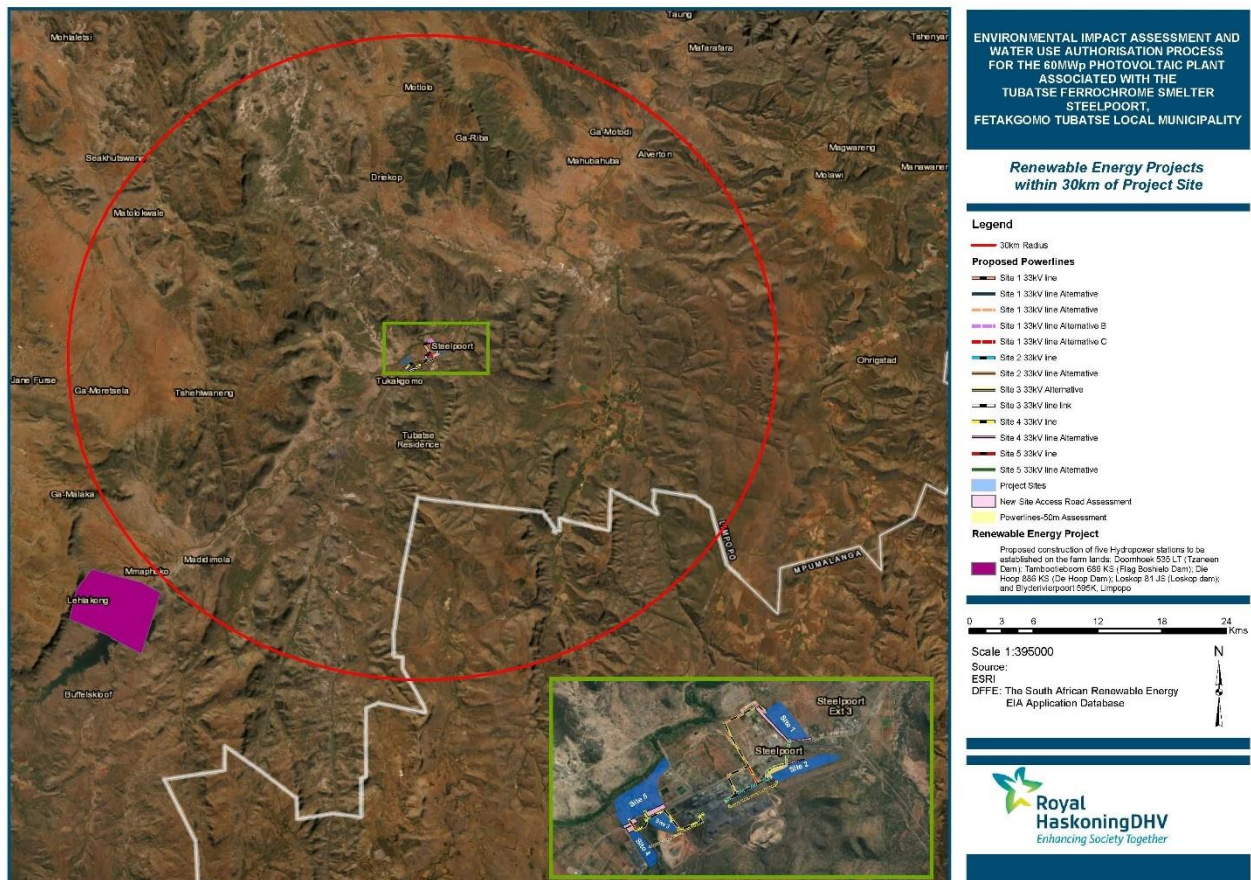 Taung
Mohlaletsi
Tshenyar
Mafarafara
Motlolo
Ga-Riba
Ga-Motodi
Magwareng
Alverton
Seakhutswane
Mahubahuba
Manawaner
Driekop
Molawi
Matolokwale
Steelpoort
Ohrigstad
Jane Furse
Tukakgomo
Ga-Moretsela
Tshehlwaneng
Tubatse
Residence
Ga-Malaka
LIMPOPO
MPUMALANGA
Madidimola
Mmaphoko
Lehlakong
Buffelskloof
Steelpoort
Ext 3
Site 1
Steelpoort
Site 2
Site 5
Site 3
Site 4
ENVIRONMENTAL IMPACT ASSESSMENT AND
WATER USE AUTHORISATION PROCESS
FOR THE 60MWp PHOTOVOLTAIC PLANT
ASSOCIATED WITH THE
TUBATSE FERROCHROME SMELTER
STEELPOORT,
FETAKGOMO TUBATSE LOCAL MUNICIPALITY
Renewable Energy Projects
within 30km of Project Site
Legend
30km Radius
Proposed Powerlines
Site 1 33kV line
Site 1 33kV line Alternative
Site 1 33kV line Alternative
Site 1 33kV line Alternative B
Site 1 33kV line Alternative C
Site 2 33kV line
Site 2 33kV line Alternative
Site 3 33kV Alternative
Site 3 33kV line link
Site 4 33kV line
Site 4 33kV line Alternative
Site 5 33kV line
Site 5 33kV line Alternative
Project Sites
New Site Access Road Assessment
Powerlines-50m Assessment
Renewable Energy Project
Proposed construction of five Hydropower stations to be
established on the farm lands: Doornhoek 535 LT (Tzaneen
Dam); Tambootieboom 686 KS (Flag Boshielo Dam); Die
Hoop 886 KS (De Hoop Dam); Loskop 81 JS (Loskop dam);
and Blyderivierpoort 595K, Limpopo
0 3 6 12 18 24
Kms
Scale 1:395000
N
Source:
ESRI
DFFE: The South African Renewable Energy
EIA Application Database
Royal
HaskoningDHV
Enhancing Society Together